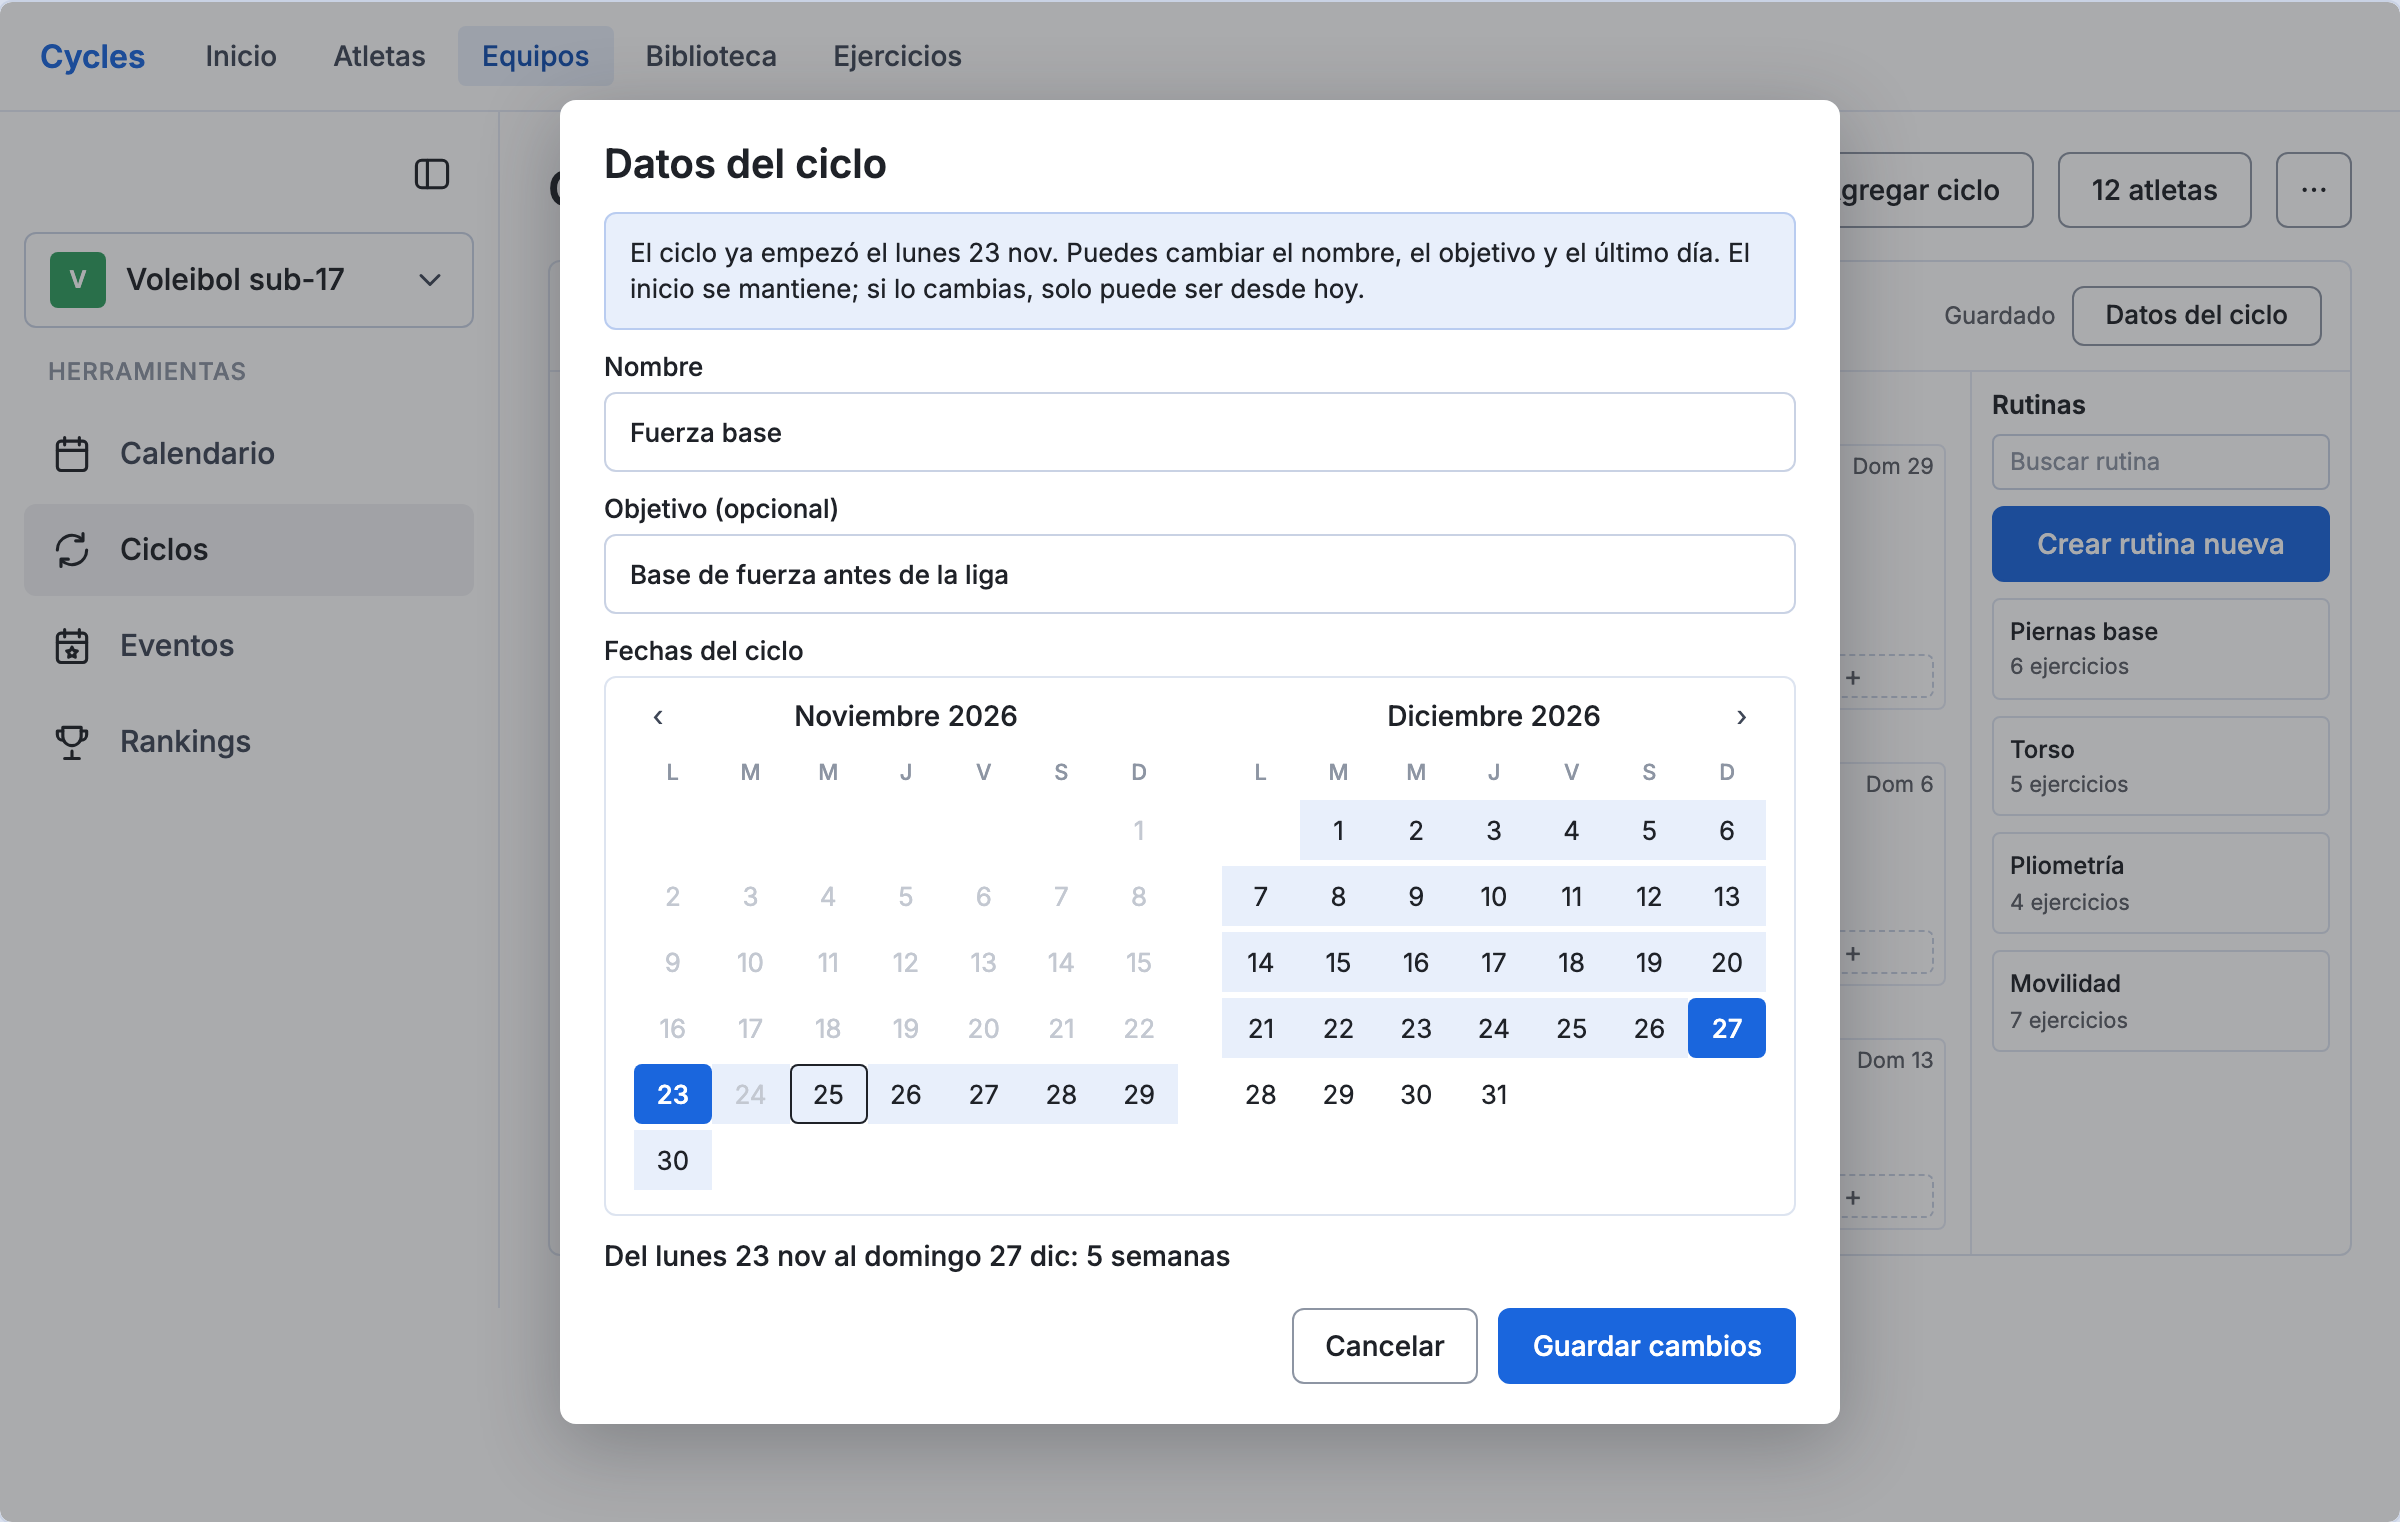 Cycles Inicio Atletas Equipos Biblioteca Ejercicios
V Voleibol sub-17
HERRAMIENTAS
Calendario
Ciclos
Eventos
Rankings
gregar ciclo 12 atletas ...
Guardado Datos del ciclo
Datos del ciclo
El ciclo ya empezó el lunes 23 nov. Puedes cambiar el nombre, el objetivo y el último día. El
inicio se mantiene; si lo cambias, solo puede ser desde hoy.
Nombre
Fuerza base
Objetivo (opcional)
Base de fuerza antes de la liga
Fechas del ciclo
‹ Noviembre 2026
L M M J V S D
1
2 3 4 5 6 7 8
9 10 11 12 13 14 15
16 17 18 19 20 21 22
23 24 25 26 27 28 29
30
Diciembre 2026 ›
L M M J V S D
1 2 3 4 5 6
7 8 9 10 11 12 13
14 15 16 17 18 19 20
21 22 23 24 25 26 27
28 29 30 31
Del lunes 23 nov al domingo 27 dic: 5 semanas
Cancelar Guardar cambios
Dom 29
+
Dom 6
+
Dom 13
+
Rutinas
Buscar rutina
Crear rutina nueva
Piernas base
6 ejercicios
Torso
5 ejercicios
Pliometría
4 ejercicios
Movilidad
7 ejercicios